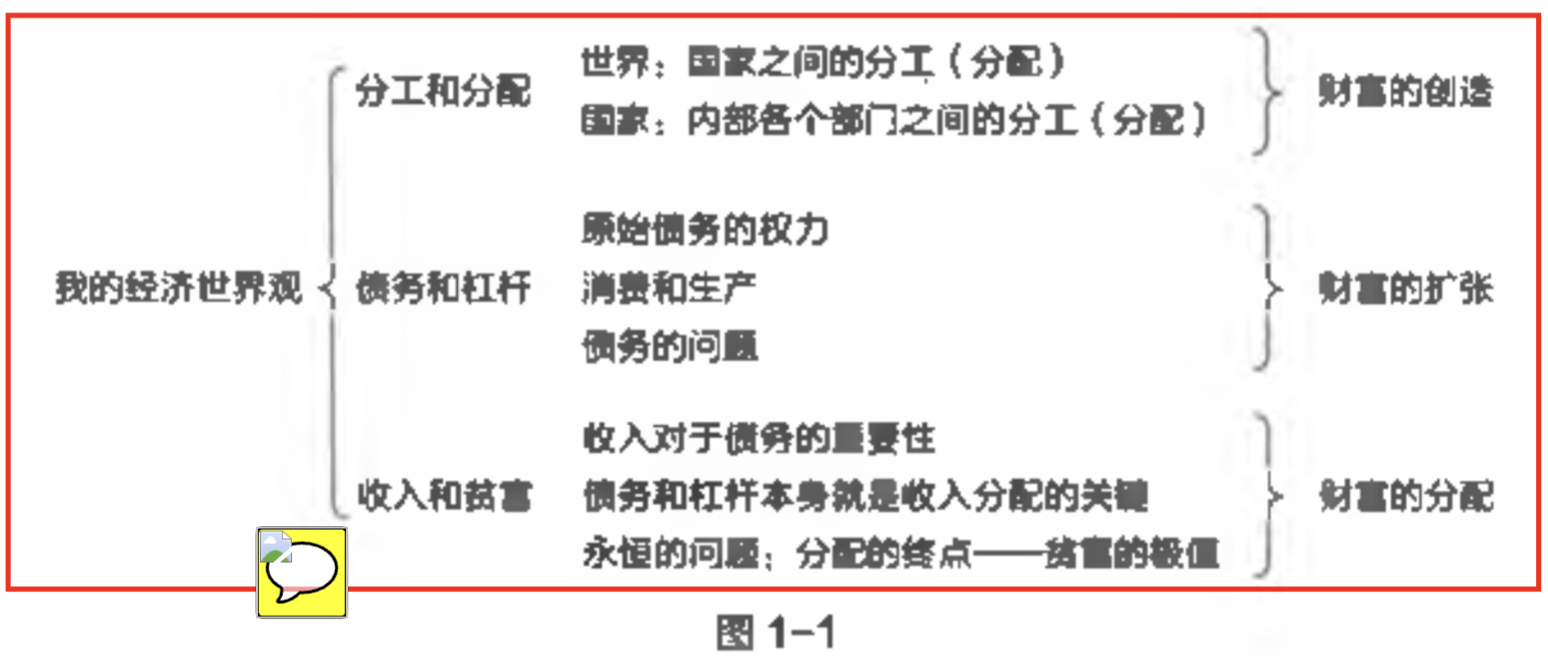 世界：国家之间的分工（分配）
分工和分配
财富的创造
国家：内部各个部门之间的分工（分配）
原始债务的权力
我的经济世界观
债务和杠杆
消费和生产
财富的扩张
债务的问题
收入对于债务的重要性
收入和贫富
债务和杠杆本身就是收入分配的关键
财富的分配
永恒的问题：分配的终点——贫富的极值
图 1-1